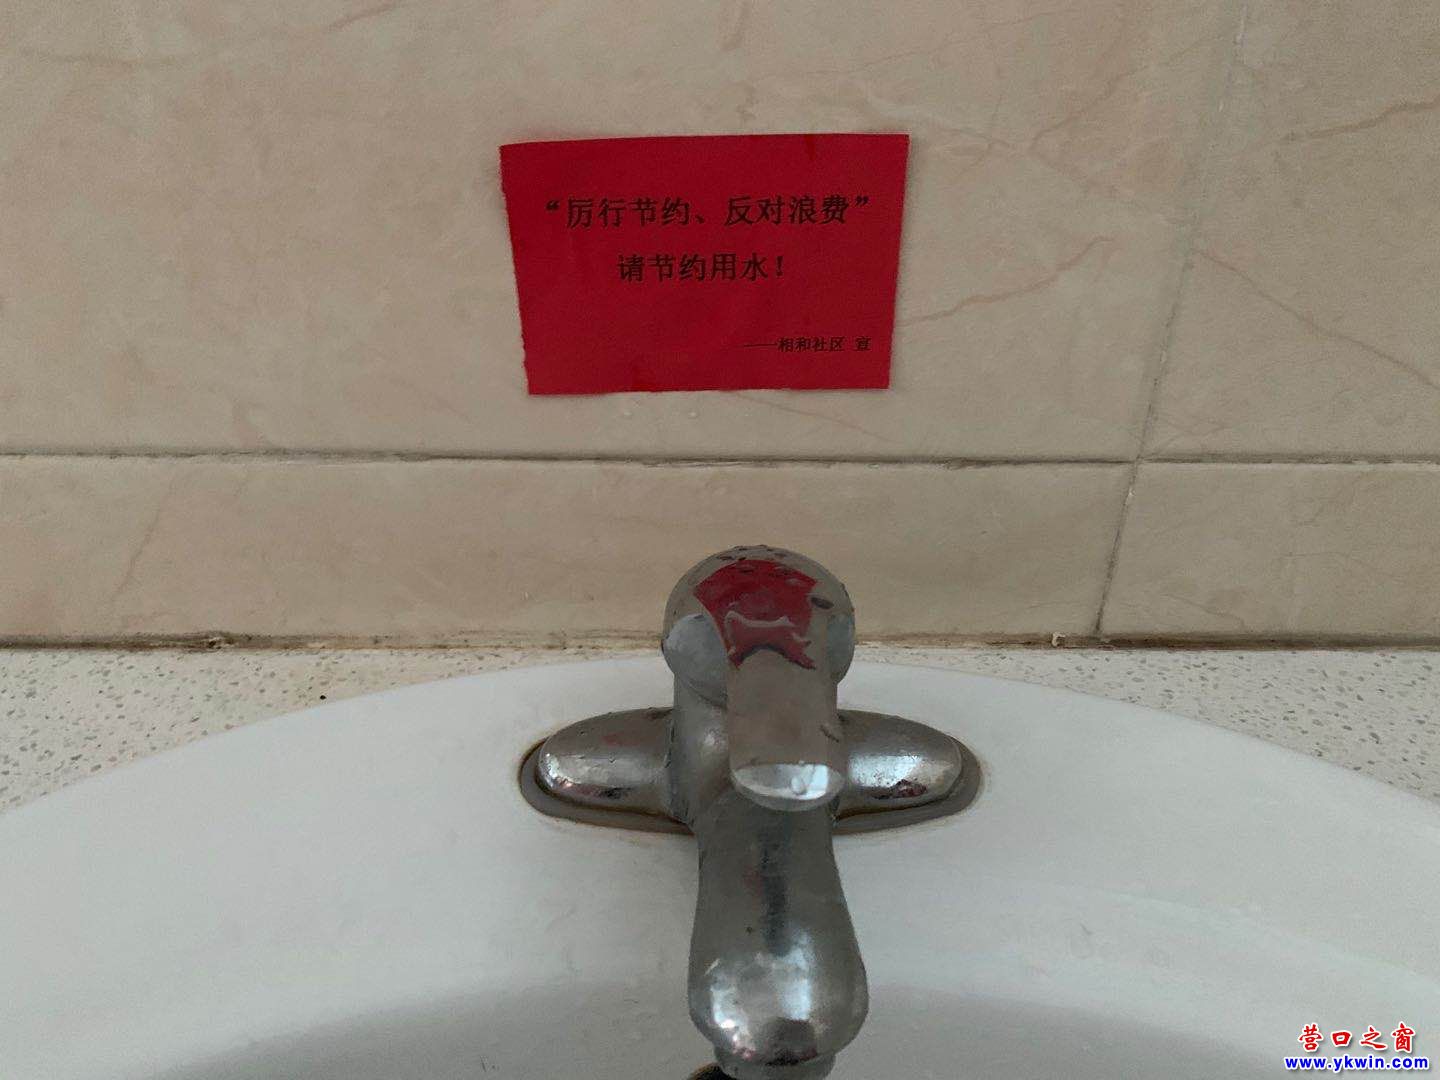 “厉行节约、反对浪费”
请节约用水！
——相和社区 宣
营口之窗
www.ykwin.com